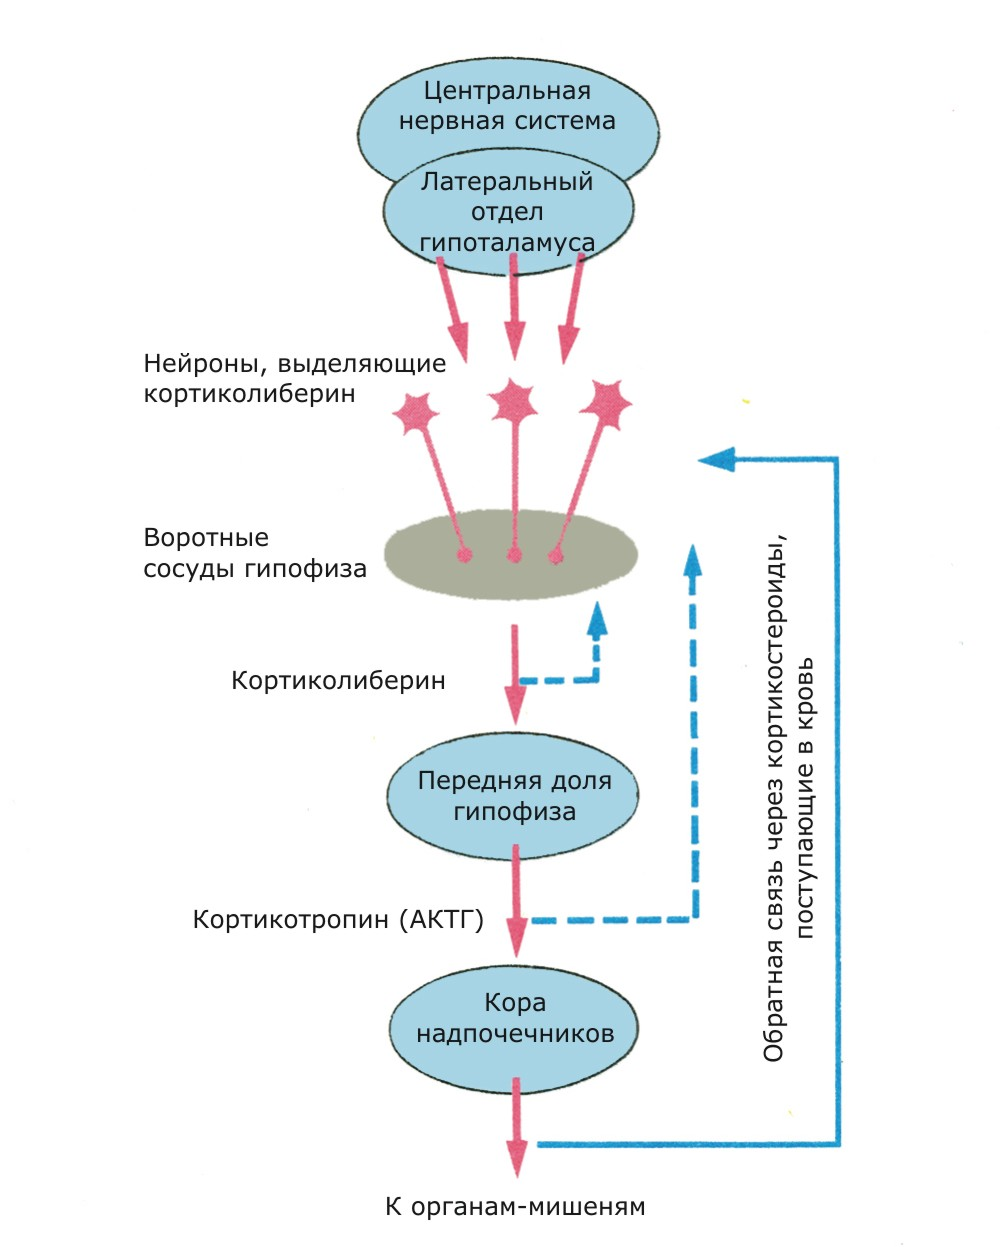 Центральная
нервная система
Латеральный
отдел
гипоталамуса
Нейроны, выделяющие
кортиколиберин
Воротные
сосуды гипофиза
Кортиколиберин
Передняя доля
гипофиза
Кортикотропин (АКТГ)
Кора
надпочечников
К органам-мишеням
Обратная связь через кортикостероиды,
поступающие в кровь